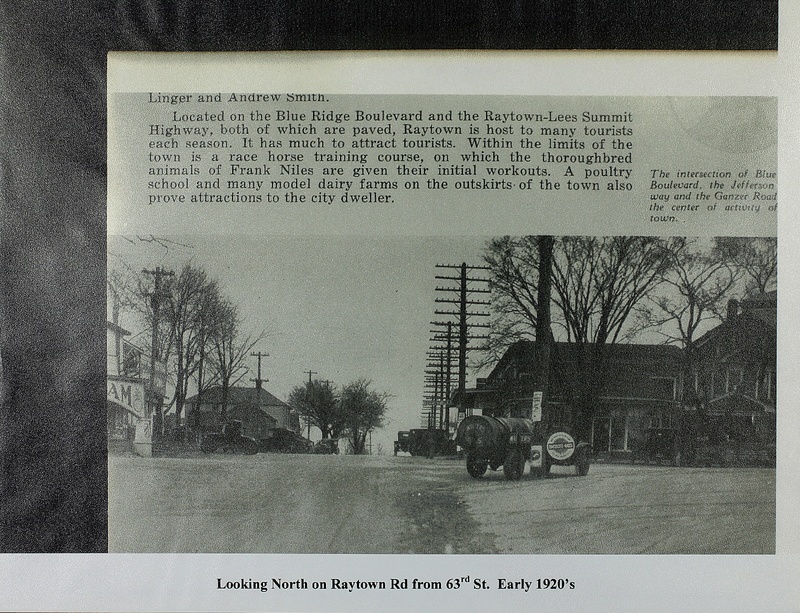 Linger and Andrew Smith.
Located on the Blue Ridge Boulevard and the Raytown-Lees Summit
Highway, both of which are paved, Raytown is host to many tourists
each season. It has much to attract tourists. Within the limits of the
town is a race horse training course, on which the thoroughbred
animals of Frank Niles are given their initial workouts. A poultry
school and many model dairy farms on the outskirts of the town also
prove attractions to the city dweller.
The intersection of Blue
Boulevard, the Jefferson
way and the Ganzer Road
the center of activity of
town.
AM
Looking North on Raytown Rd from 63rd St. Early 1920's